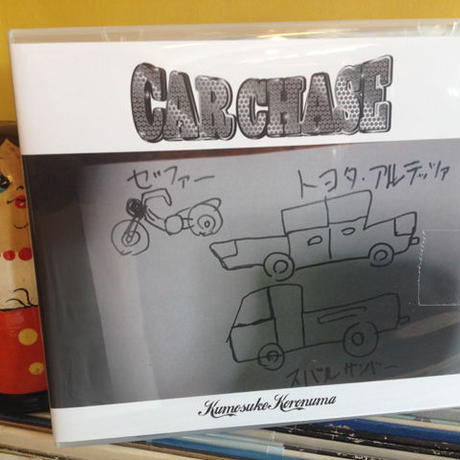 CAR CHASE
ゼファー
トヨタ・アルテッツァ
スバル サンバー
Kumosuke Koronuma